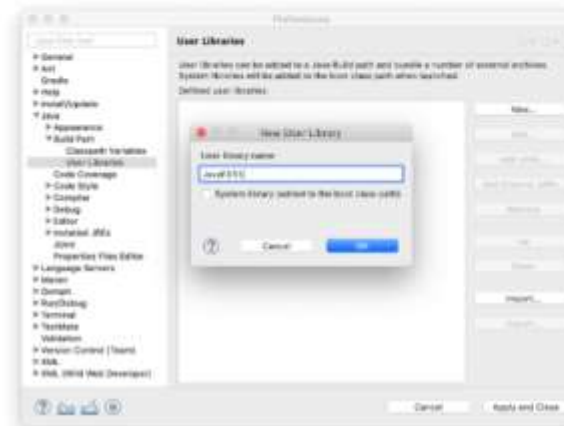 Preferences
User Libraries
User libraries can be added to a Java Build path and bundle a number of external archives.
System libraries will be added to the boot class path when launched.
Defined user libraries:
General
Ant
Gradle
Help
Install/Update
Java
Appearance
Build Path
Classpath Variables
User Libraries
Code Coverage
Code Style
Compiler
Debug
Editor
Installed JREs
JUnit
Properties Files Editor
Language Servers
Maven
Oomph
Run/Debug
Terminal
TextMate
Validation
Version Control (Team)
XML
XML (Wild Web Developer)
New User Library
User library name:
System library (added to the boot class path)
Cancel
OK
New...
Remove
Up
Down
Import...
Export...
Cancel
Apply and Close